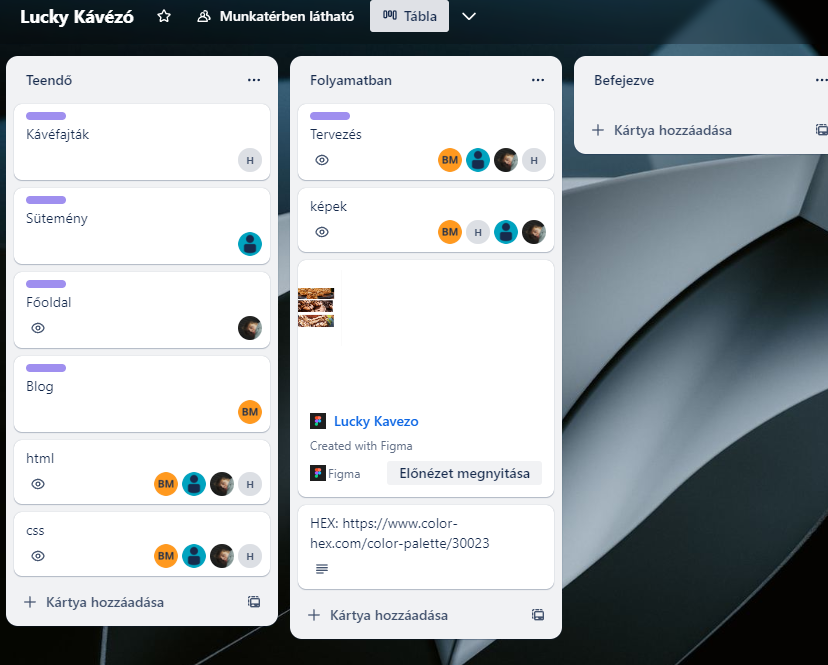 Lucky Kávézó
Munkatérben látható
Tábla
Teendő
Kávéfajták
H
Sütemény
Főoldal
Blog
BM
html
BM
H
css
BM
H
Kártya hozzáadása
Folyamatban
Tervezés
BM
H
képek
BM
H
Lucky Kavezo
Created with Figma
Figma
Előnézet megnyitása
HEX: https://www.color-
hex.com/color-palette/30023
Kártya hozzáadása
Befejezve
Kártya hozzáadása